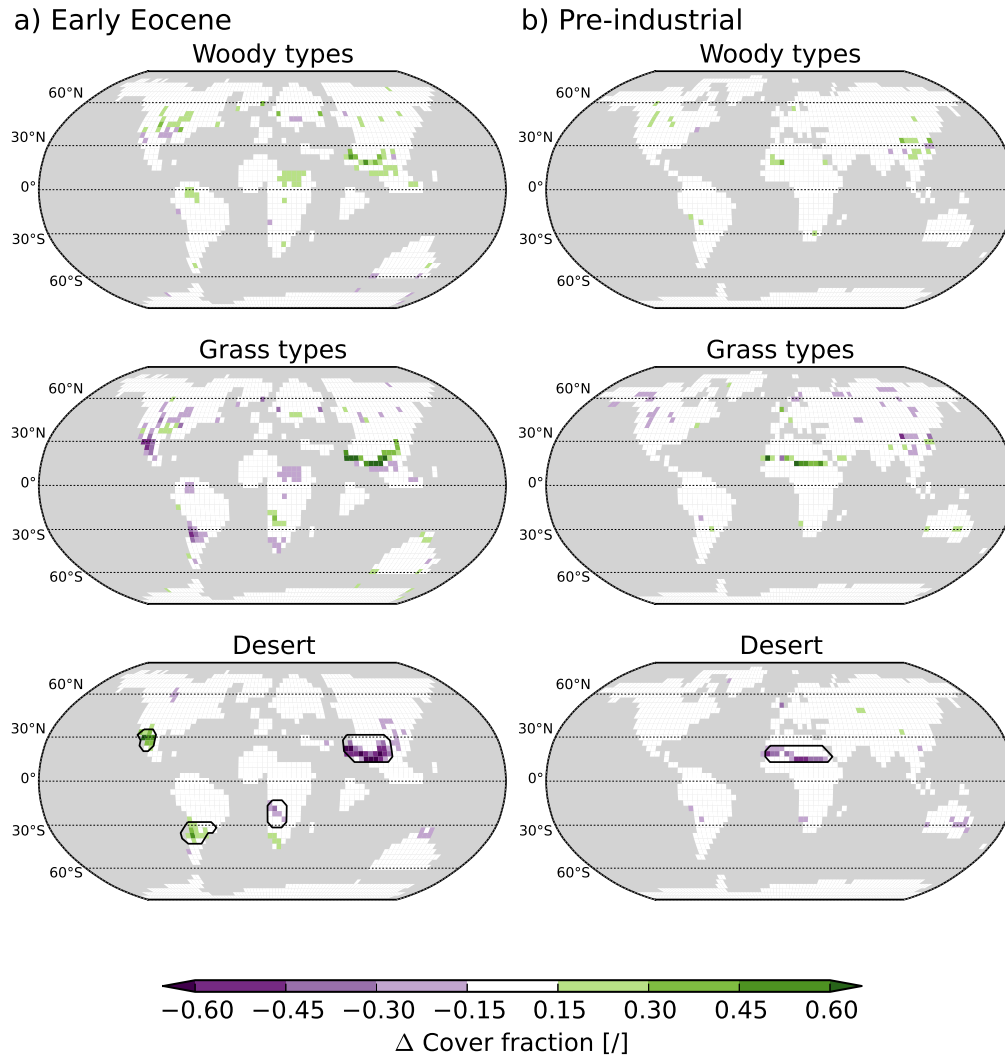 a) Early Eocene
b) Pre-industrial
Woody types
Woody types
60°N
60°N
30°N
30°N
0°
0°
30°S
30°S
60°S
60°S
Grass types
Grass types
60°N
60°N
30°N
30°N
0°
0°
30°S
30°S
60°S
60°S
Desert
Desert
60°N
60°N
30°N
30°N
0°
0°
30°S
30°S
60°S
60°S
−0.60 −0.45 −0.30 −0.15 0.15 0.30 0.45 0.60
Δ Cover fraction [/]